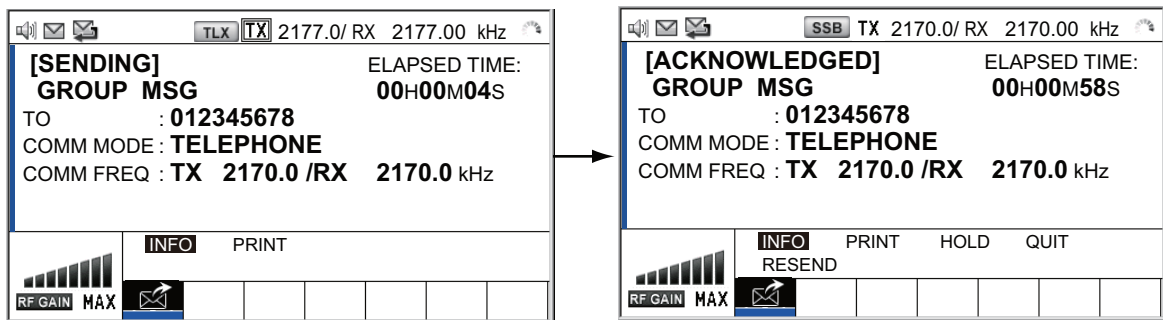 TLX TX 2177.0/ RX 2177.00 kHz
[SENDING] ELAPSED TIME:
GROUP MSG 00H00M04S
TO : 012345678
COMM MODE : TELEPHONE
COMM FREQ : TX 2170.0 /RX 2170.0 kHz
INFO PRINT
RF GAIN MAX
SSB TX 2170.0/ RX 2170.00 kHz
[ACKNOWLEDGED] ELAPSED TIME:
GROUP MSG 00H00M58S
TO : 012345678
COMM MODE : TELEPHONE
COMM FREQ : TX 2170.0 /RX 2170.0 kHz
INFO PRINT HOLD QUIT
RESEND
RF GAIN MAX